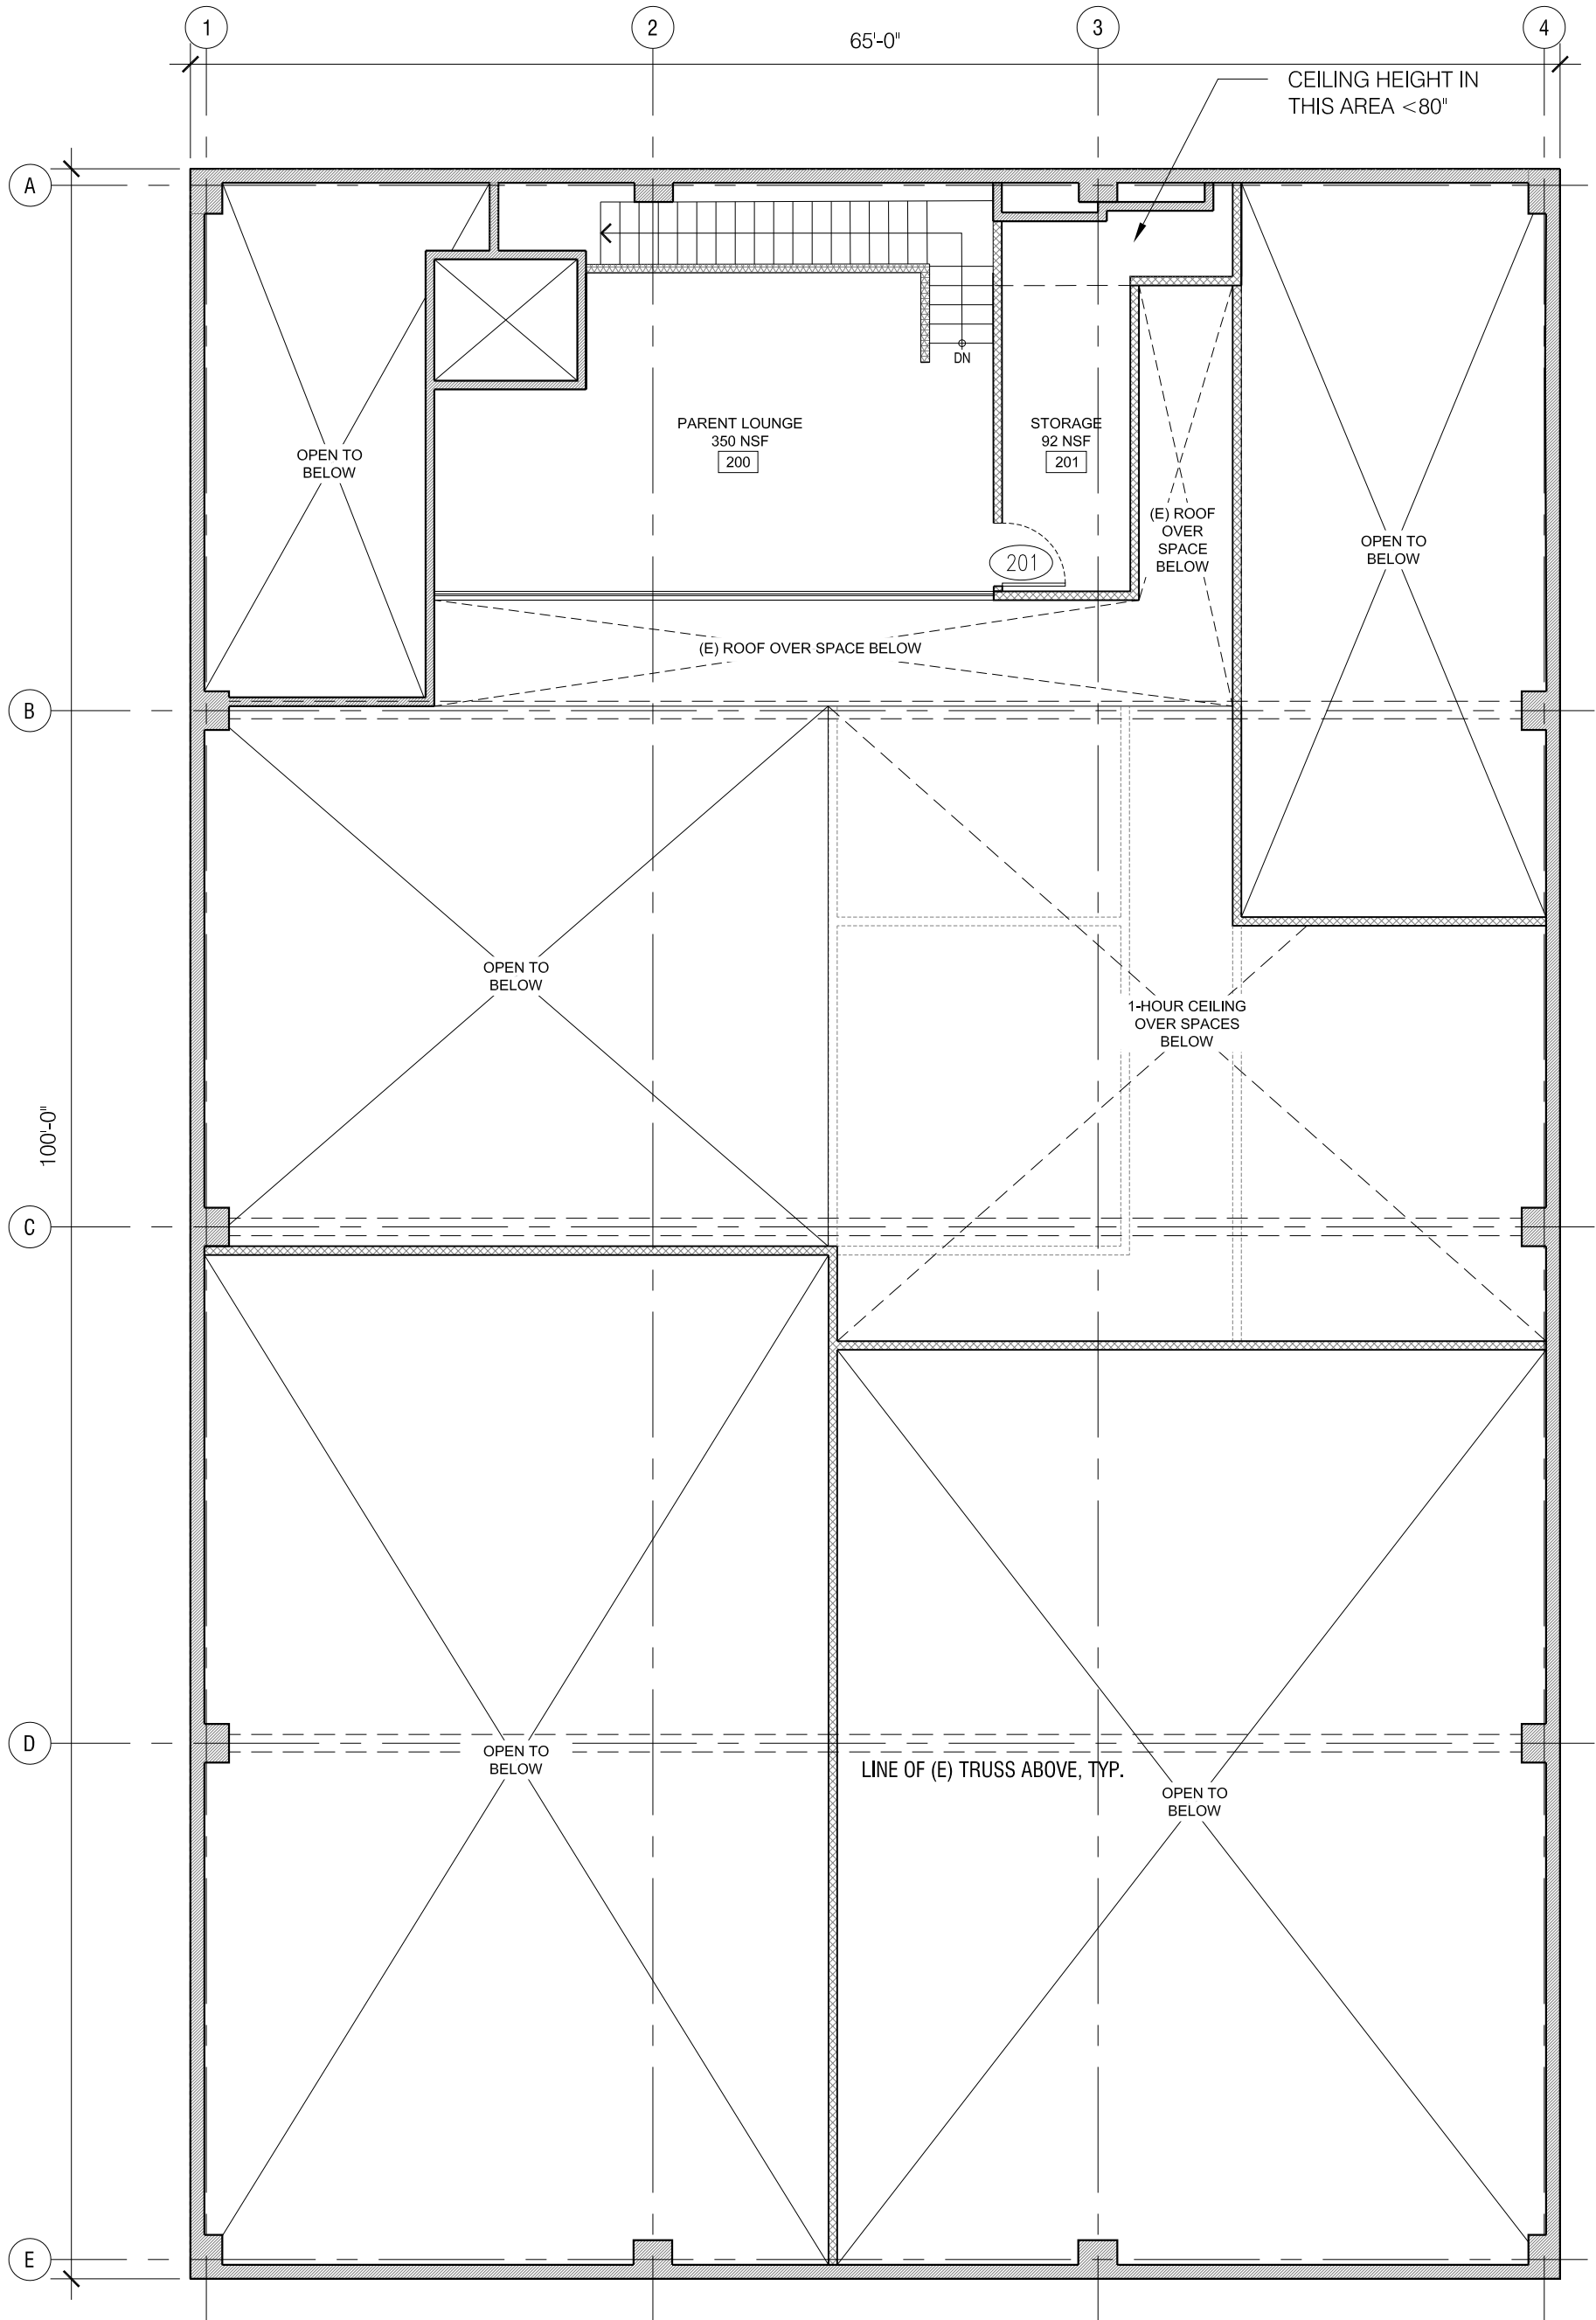 1
2
3
4
65'-0"
CEILING HEIGHT IN
THIS AREA <80"
A
DN
PARENT LOUNGE
350 NSF
200
STORAGE
92 NSF
201
OPEN TO
BELOW
(E) ROOF
OVER
SPACE
BELOW
OPEN TO
BELOW
201
(E) ROOF OVER SPACE BELOW
B
OPEN TO
BELOW
1-HOUR CEILING
OVER SPACES
BELOW
100'-0"
C
D
OPEN TO
BELOW
LINE OF (E) TRUSS ABOVE, TYP.
OPEN TO
BELOW
E